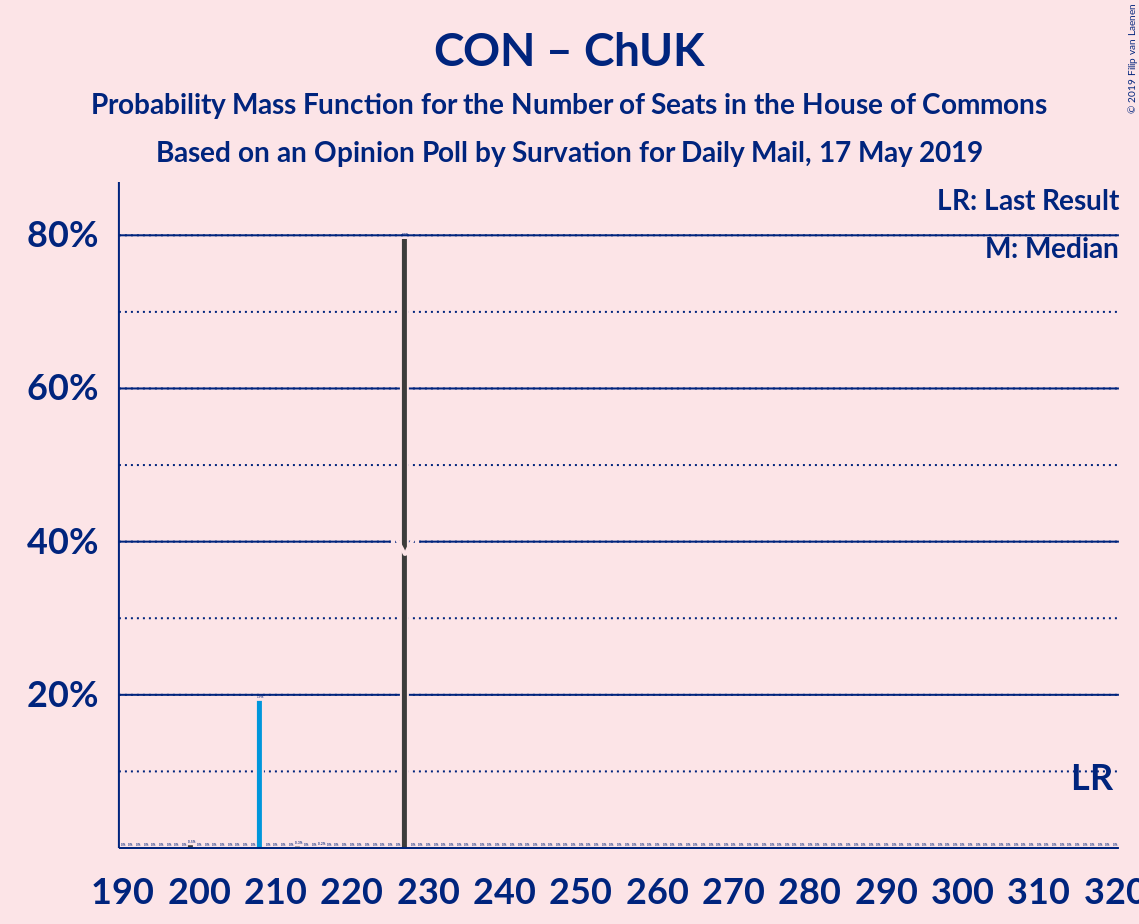 CON – ChUK
Probability Mass Function for the Number of Seats in the House of Commons
Based on an Opinion Poll by Survation for Daily Mail, 17 May 2019
© 2019 Filip van Laenen
LR: Last Result
M: Median
80%
60%
40%
20%
LR
190 200 210 220 230 240 250 260 270 280 290 300 310 320